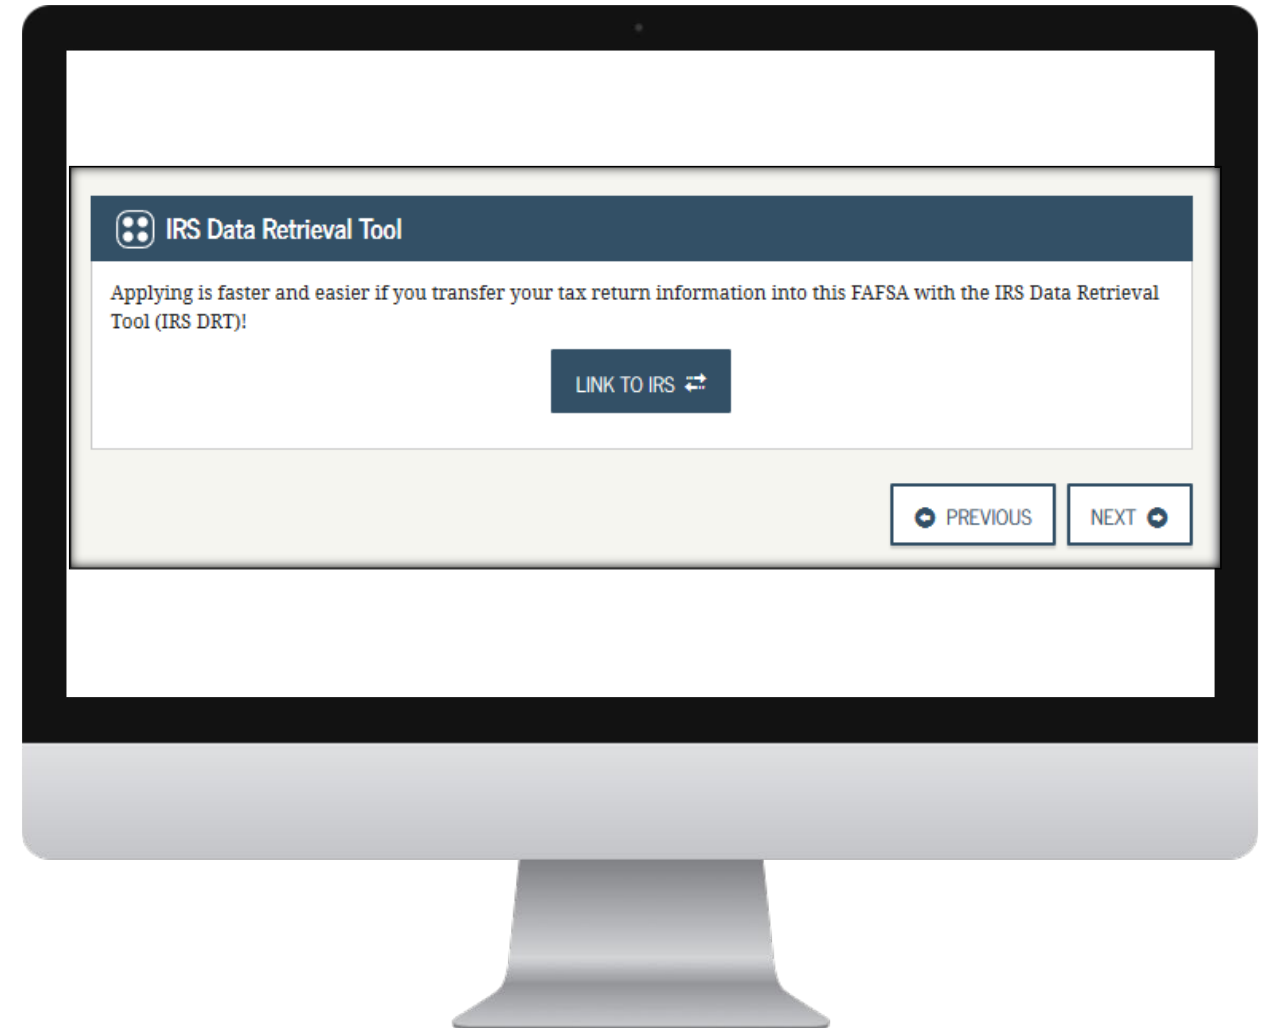 IRS Data Retrieval Tool
Applying is faster and easier if you transfer your tax return information into this FAFSA with the IRS Data Retrieval
Tool (IRS DRT)!
LINK TO IRS
PREVIOUS
NEXT